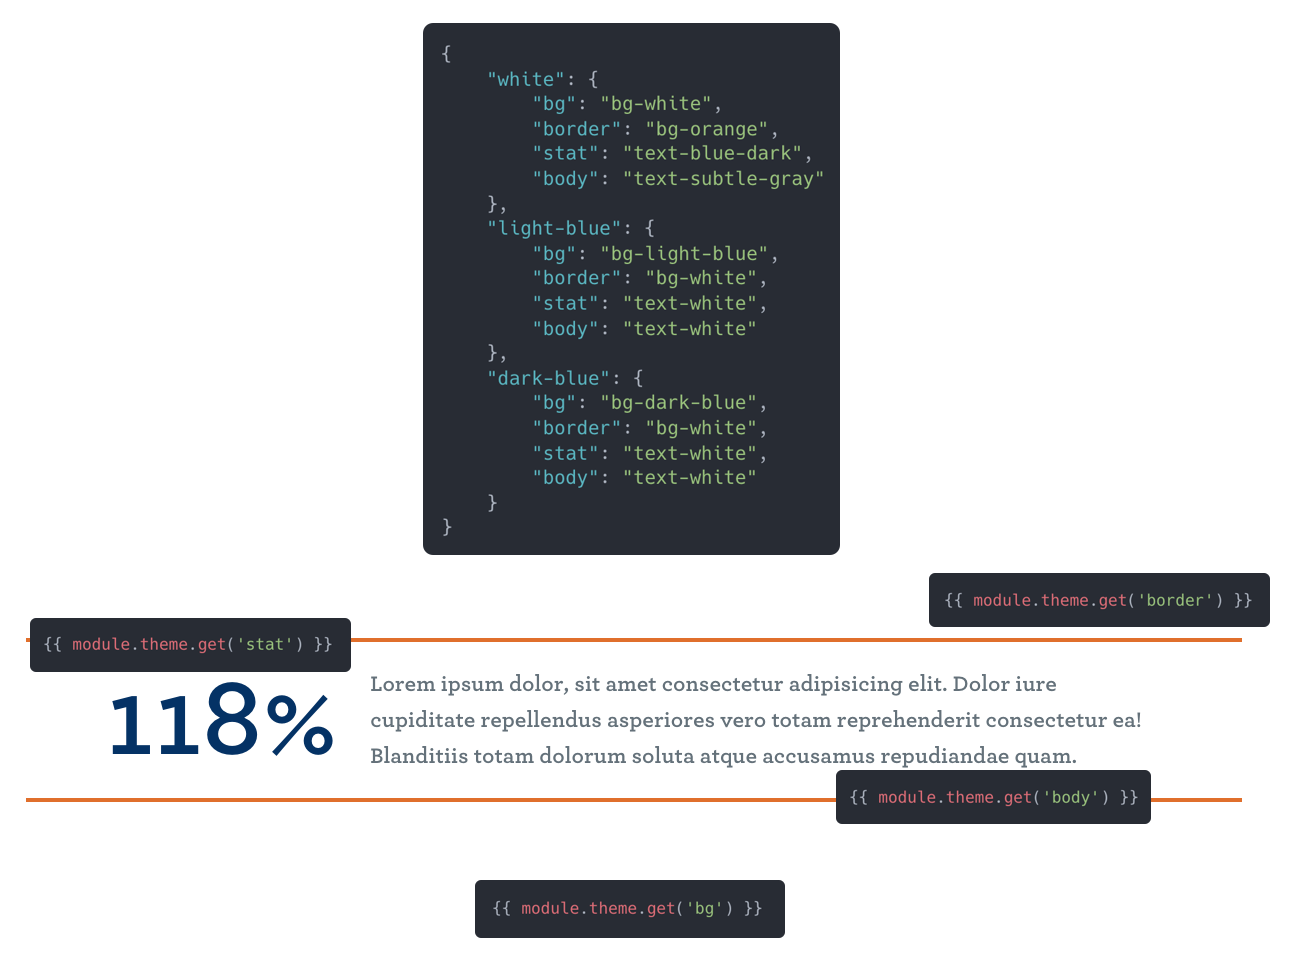 {
    "white": {
        "bg": "bg-white",
        "border": "bg-orange",
        "stat": "text-blue-dark",
        "body": "text-subtle-gray"
    },
    "light-blue": {
        "bg": "bg-light-blue",
        "border": "bg-white",
        "stat": "text-white",
        "body": "text-white"
    },
    "dark-blue": {
        "bg": "bg-dark-blue",
        "border": "bg-white",
        "stat": "text-white",
        "body": "text-white"
    }
}
{{ module.theme.get('border') }}
{{ module.theme.get('stat') }}
118%
Lorem ipsum dolor, sit amet consectetur adipisicing elit. Dolor iure
cupiditate repellendus asperiores vero totam reprehenderit consectetur ea!
Blanditiis totam dolorum soluta atque accusamus repudiandae quam.
{{ module.theme.get('body') }}
{{ module.theme.get('bg') }}